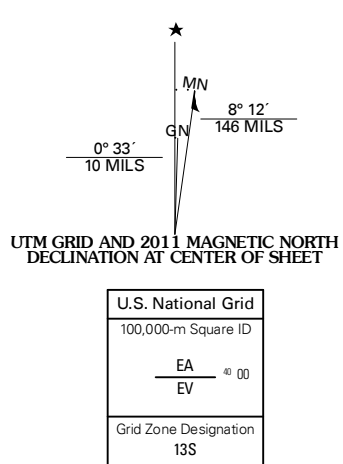 MN
8° 12´
146 MILS
GN
0° 33´
10 MILS
UTM GRID AND 2011 MAGNETIC NORTH
DECLINATION AT CENTER OF SHEET
U.S. National Grid
100,000-m Square ID
EA
40 00
EV
Grid Zone Designation
13S